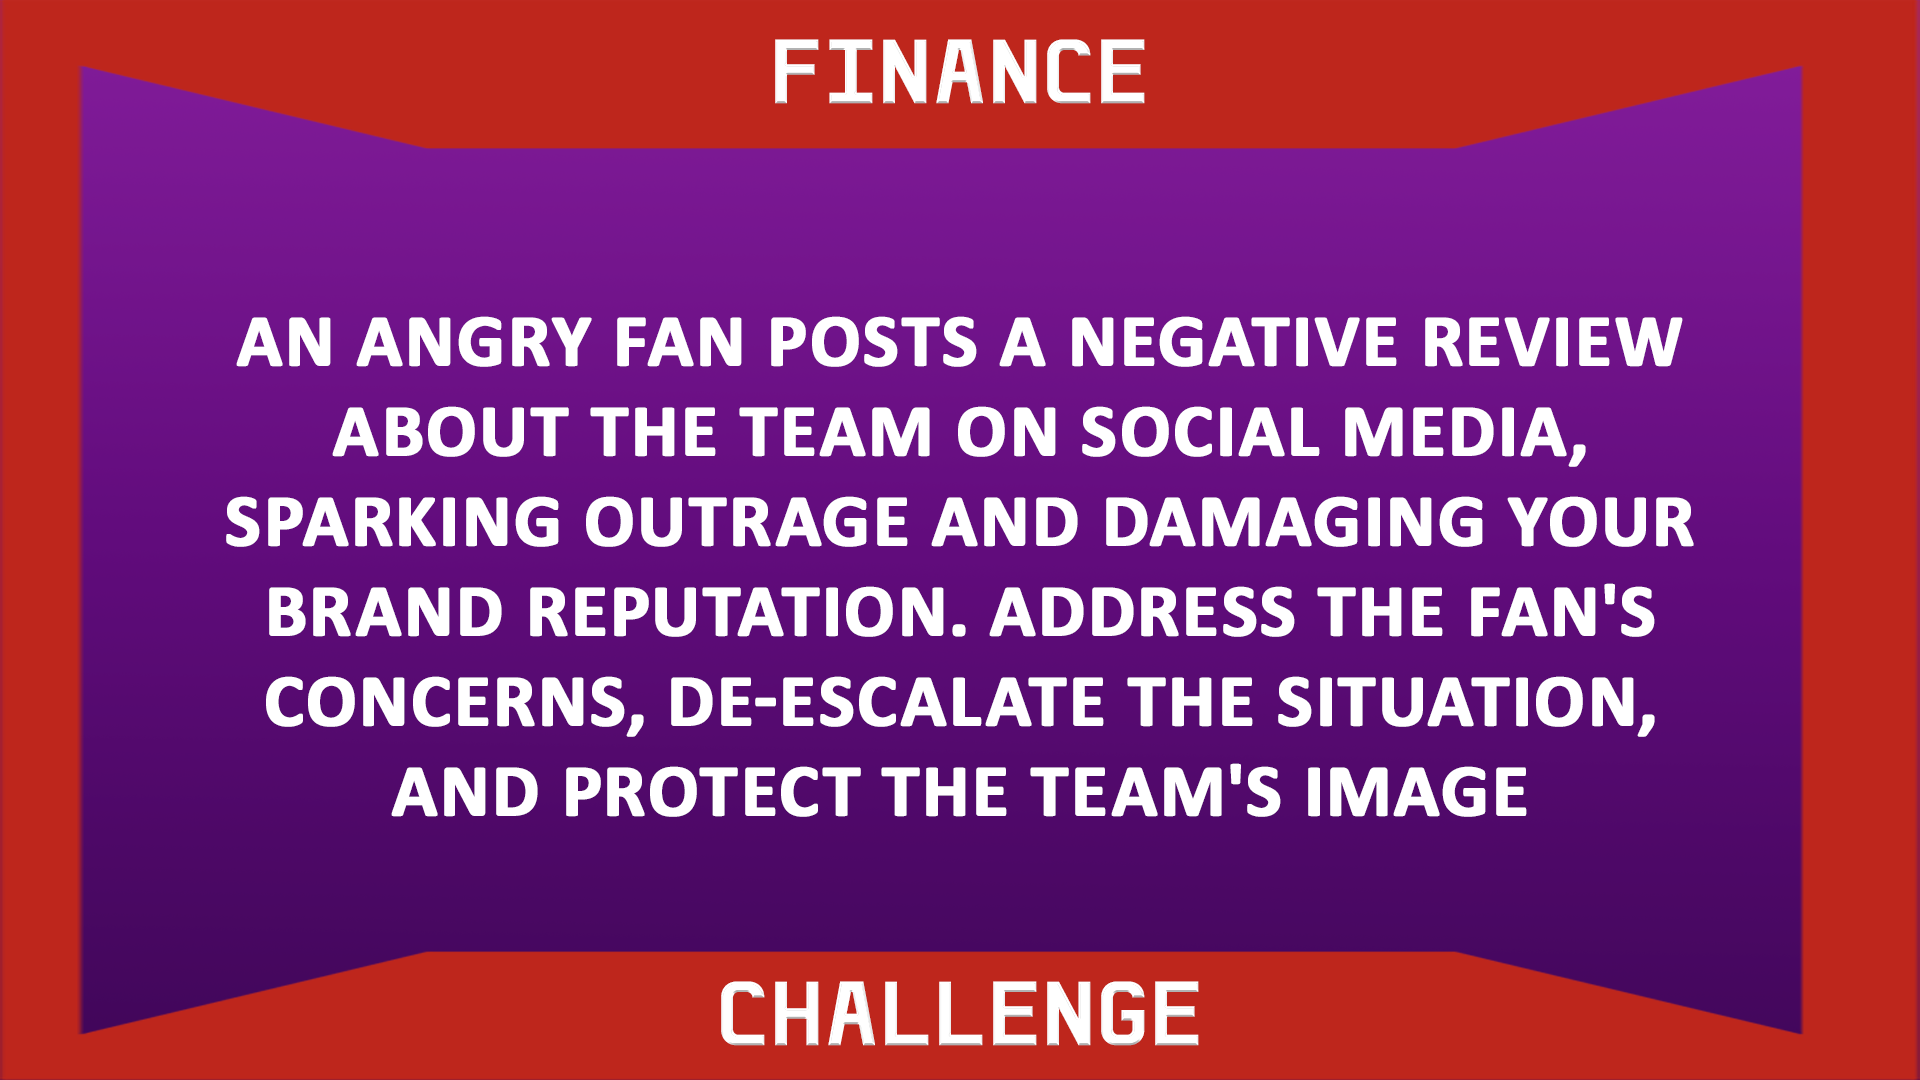 FINANCE
AN ANGRY FAN POSTS A NEGATIVE REVIEW
ABOUT THE TEAM ON SOCIAL MEDIA,
SPARKING OUTRAGE AND DAMAGING YOUR
BRAND REPUTATION. ADDRESS THE FAN'S
CONCERNS, DE-ESCALATE THE SITUATION,
AND PROTECT THE TEAM'S IMAGE
CHALLENGE